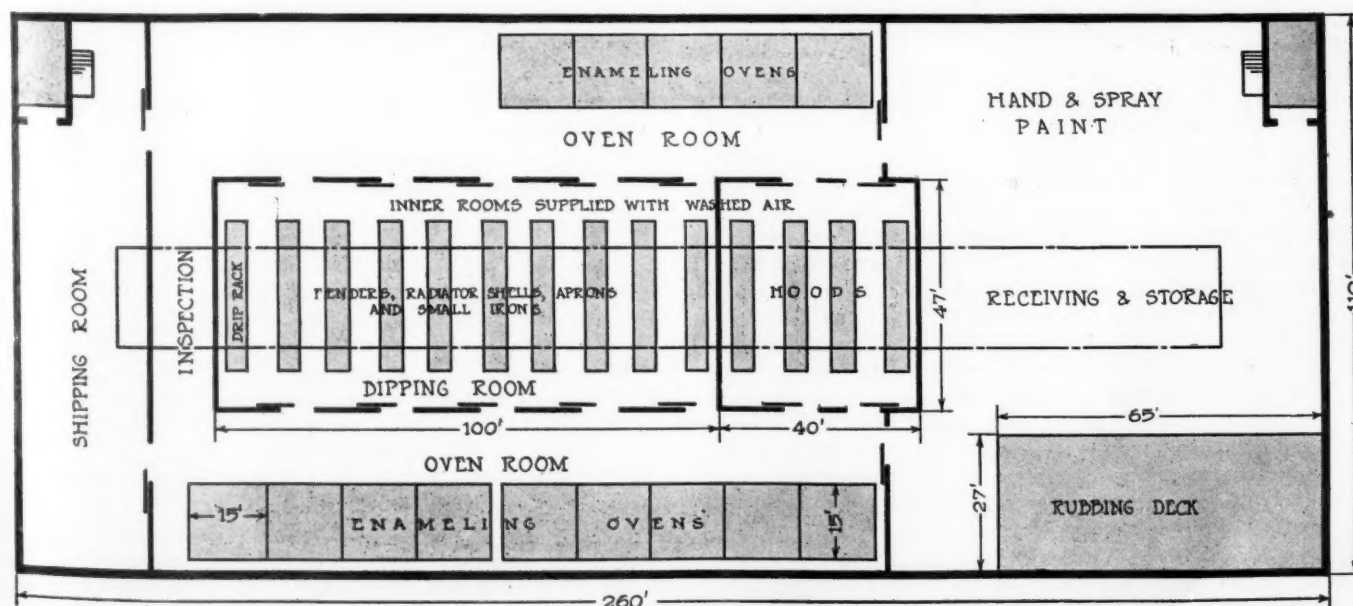 ENAMELING OVENS
HAND & SPRAY
PAINT
OVEN ROOM
INNER ROOMS SUPPLIED WITH WASHED AIR
SHIPPING ROOM
INSPECTION
DRIP RACK
FENDERS, RADIATOR SHELLS, APRONS
AND SMALL IRONS
HOODS
47'
RECEIVING & STORAGE
110'
DIPPING ROOM
100'
40'
65'
OVEN ROOM
15'
ENAMELING OVENS
15'
27'
RUBBING DECK
260'